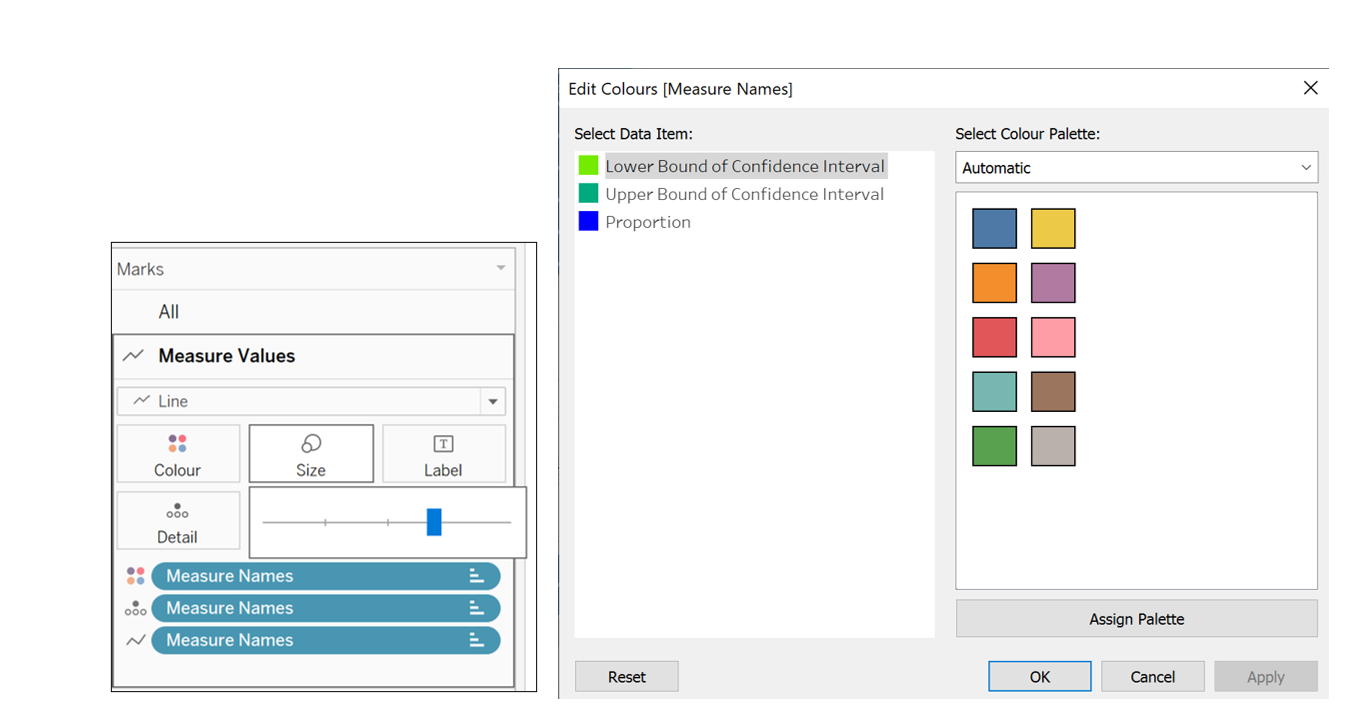 Marks
All
Measure Values
Line
Colour
Size
T
Label
Detail
Measure Names
Measure Names
Measure Names
Edit Colours [Measure Names]
Select Data Item:
Lower Bound of Confidence Interval
Upper Bound of Confidence Interval
Proportion
Select Colour Palette:
Automatic
Assign Palette
Reset
OK
Cancel
Apply